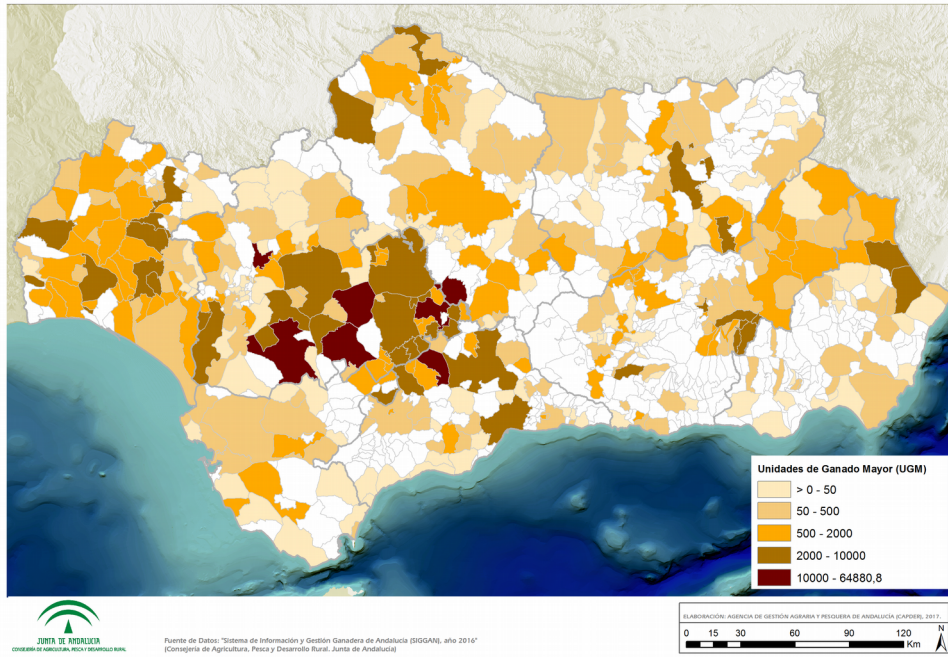 Unidades de Ganado Mayor (UGM)
> 0 - 50
50 - 500
500 - 2000
2000 - 10000
10000 - 64880,8
JUNTA DE ANDALUCIA
CONSEJERÍA DE AGRICULTURA, PESCA Y DESARROLLO RURAL
Fuente de Datos: "Sistema de Información y Gestión Ganadera de Andalucía (SIGGAN), año 2016"
(Consejería de Agricultura, Pesca y Desarrollo Rural. Junta de Andalucía)
ELABORACIÓN: AGENCIA DE GESTIÓN AGRARIA Y PESQUERA DE ANDALUCÍA (CAPDER), 2017.
0 15 30 60 90 120
Km
N